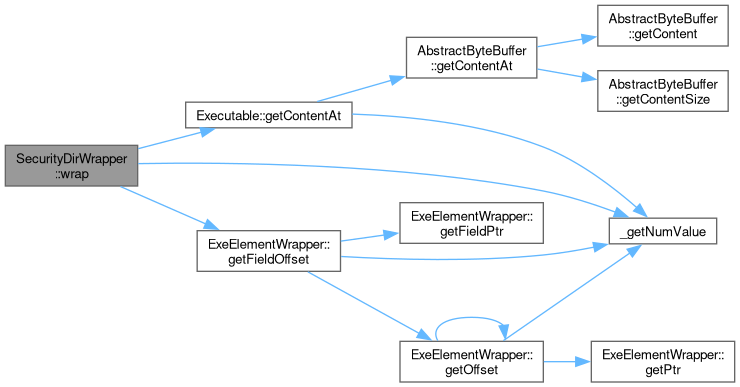 SecurityDirWrapper
::wrap
Executable::getContentAt
AbstractByteBuffer
::getContentAt
AbstractByteBuffer
::getContent
AbstractByteBuffer
::getContentSize
ExeElementWrapper::
getFieldOffset
ExeElementWrapper::
getFieldPtr
_getNumValue
ExeElementWrapper::
getOffset
ExeElementWrapper::
getPtr